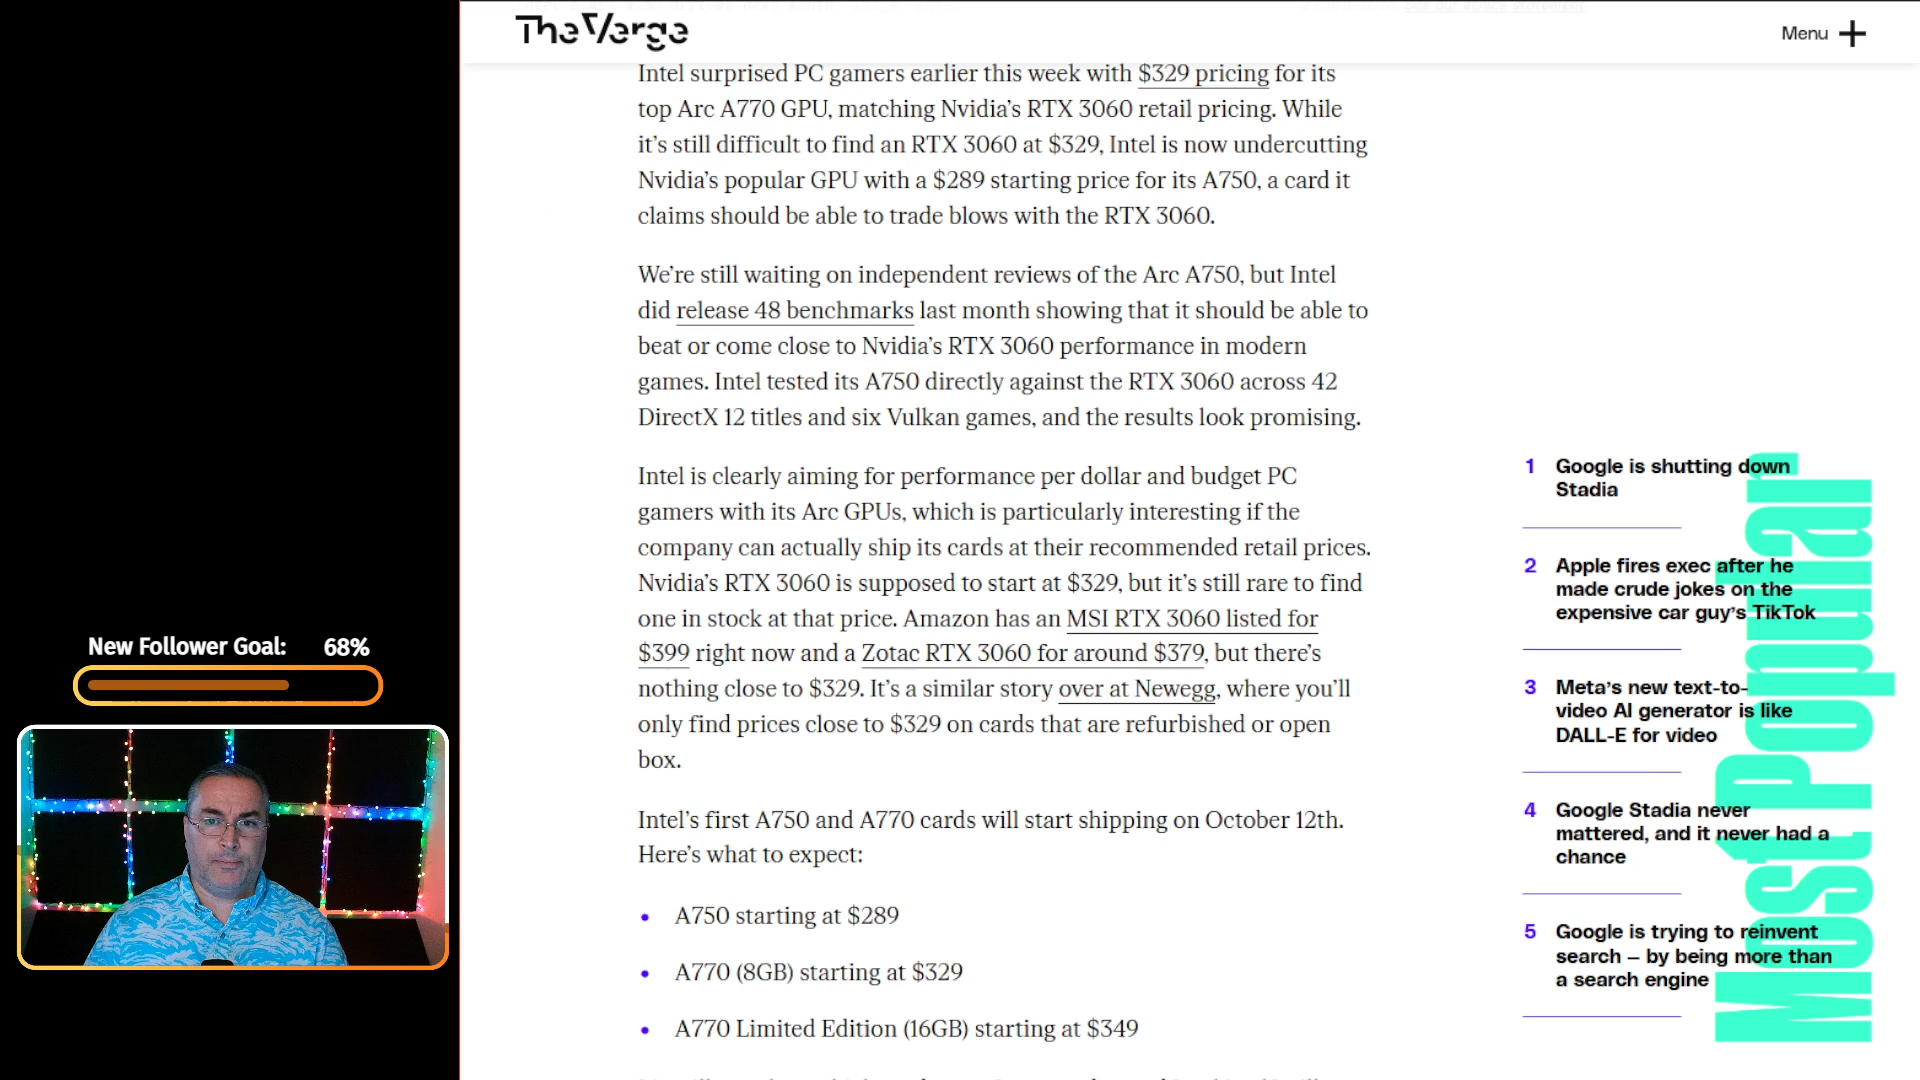 The Verge
Menu
Intel surprised PC gamers earlier this week with $329 pricing for its
top Arc A770 GPU, matching Nvidia’s RTX 3060 retail pricing. While
it’s still difficult to find an RTX 3060 at $329, Intel is now undercutting
Nvidia’s popular GPU with a $289 starting price for its A750, a card it
claims should be able to trade blows with the RTX 3060.
We’re still waiting on independent reviews of the Arc A750, but Intel
did release 48 benchmarks last month showing that it should be able to
beat or come close to Nvidia’s RTX 3060 performance in modern
games. Intel tested its A750 directly against the RTX 3060 across 42
DirectX 12 titles and six Vulkan games, and the results look promising.
Intel is clearly aiming for performance per dollar and budget PC
gamers with its Arc GPUs, which is particularly interesting if the
company can actually ship its cards at their recommended retail prices.
Nvidia’s RTX 3060 is supposed to start at $329, but it’s still rare to find
one in stock at that price. Amazon has an MSI RTX 3060 listed for
$399 right now and a Zotac RTX 3060 for around $379, but there’s
nothing close to $329. It’s a similar story over at Newegg, where you’ll
only find prices close to $329 on cards that are refurbished or open
box.
Intel’s first A750 and A770 cards will start shipping on October 12th.
Here’s what to expect:
• A750 starting at $289
• A770 (8GB) starting at $329
• A770 Limited Edition (16GB) starting at $349
Most Popular
1 Google is shutting down
Stadia
2 Apple fires exec after he
made crude jokes on the
expensive car guy’s TikTok
3 Meta’s new text-to-
video AI generator is like
DALL-E for video
4 Google Stadia never
mattered, and it never had a
chance
5 Google is trying to reinvent
search — by being more than
a search engine
New Follower Goal: 68%